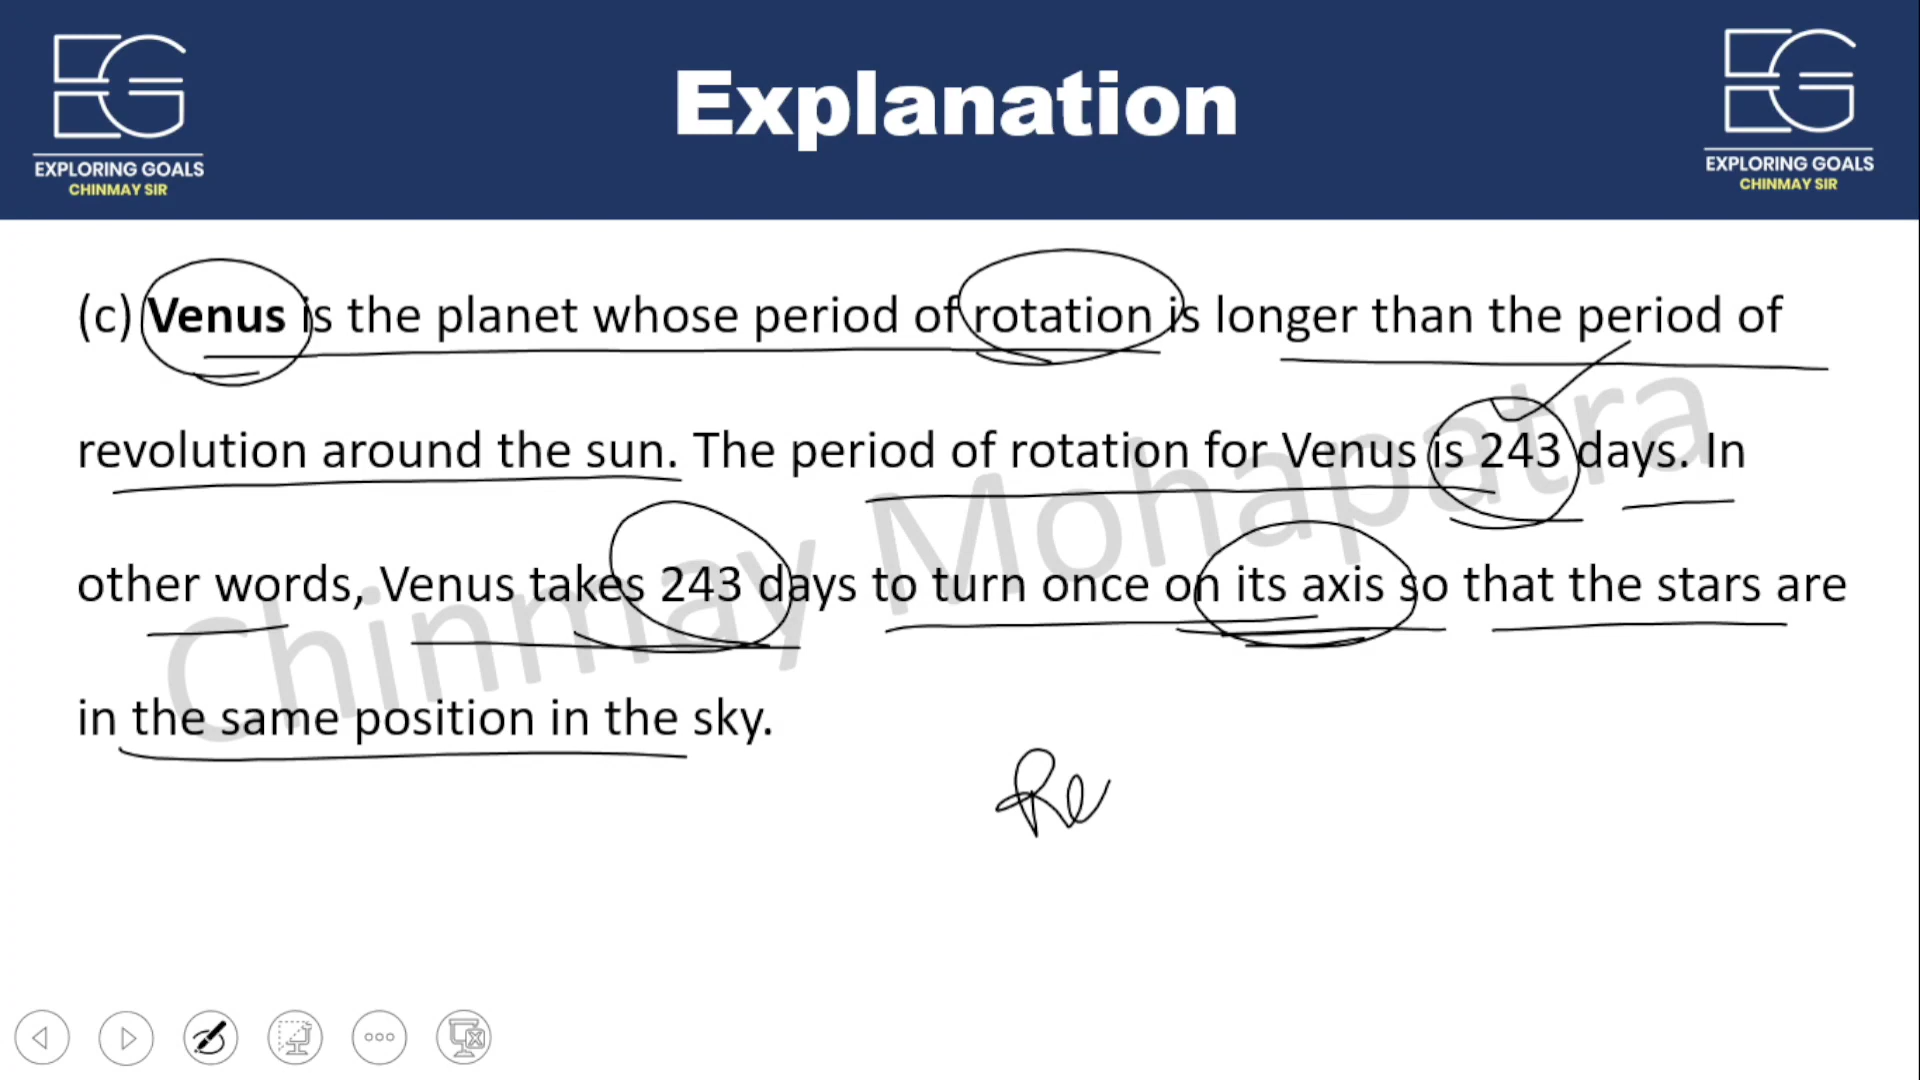 EG
EXPLORING GOALS
CHINMAY SIR
Explanation
EG
EXPLORING GOALS
CHINMAY SIR
(c) Venus is the planet whose period of rotation is longer than the period of
revolution around the sun. The period of rotation for Venus is 243 days. In
other words, Venus takes 243 days to turn once on its axis so that the stars are
in the same position in the sky.
Chinmay Mohapatra
Re